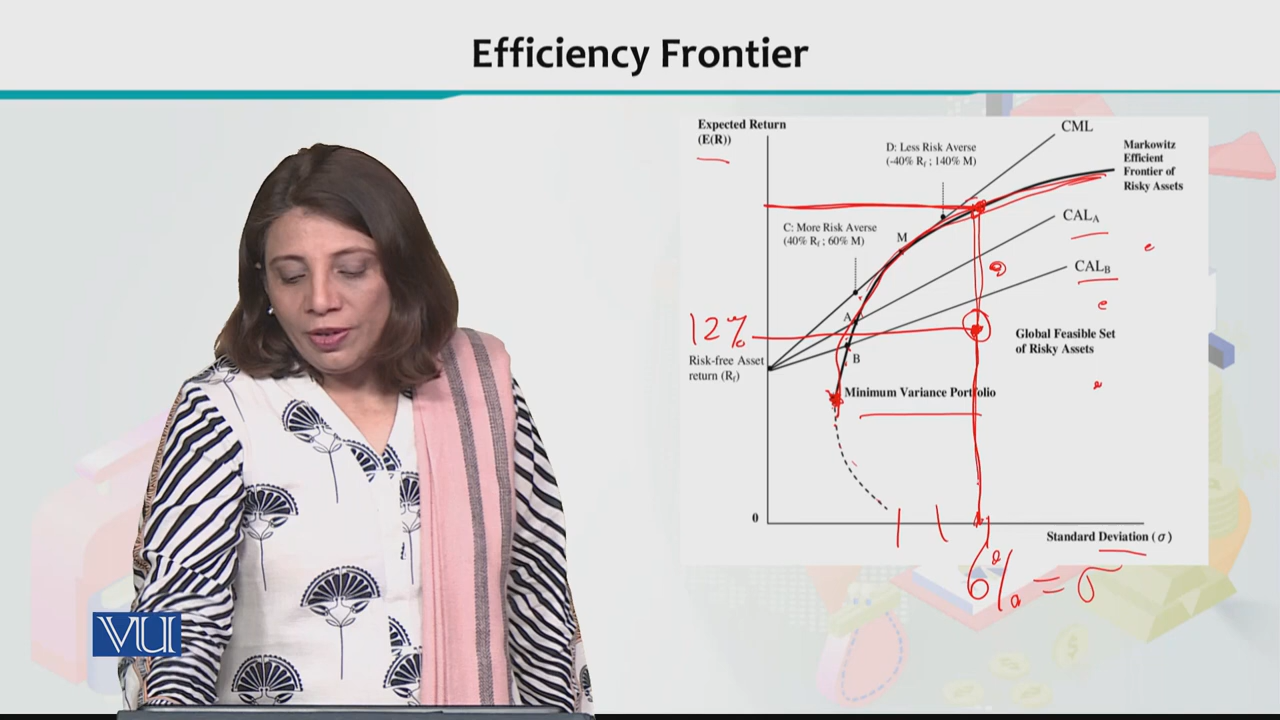 Efficiency Frontier
Expected Return
(E(R))
CML
D: Less Risk Averse
(-40% Rf ; 140% M)
Markowitz
Efficient
Frontier of
Risky Assets
C: More Risk Averse
(40% Rf ; 60% M)
M
CALA
CALB
A
12%
B
Risk-free Asset
return (Rf)
Global Feasible Set
of Risky Assets
Minimum Variance Portfolio
0
Standard Deviation (σ)
6% = σ
VU